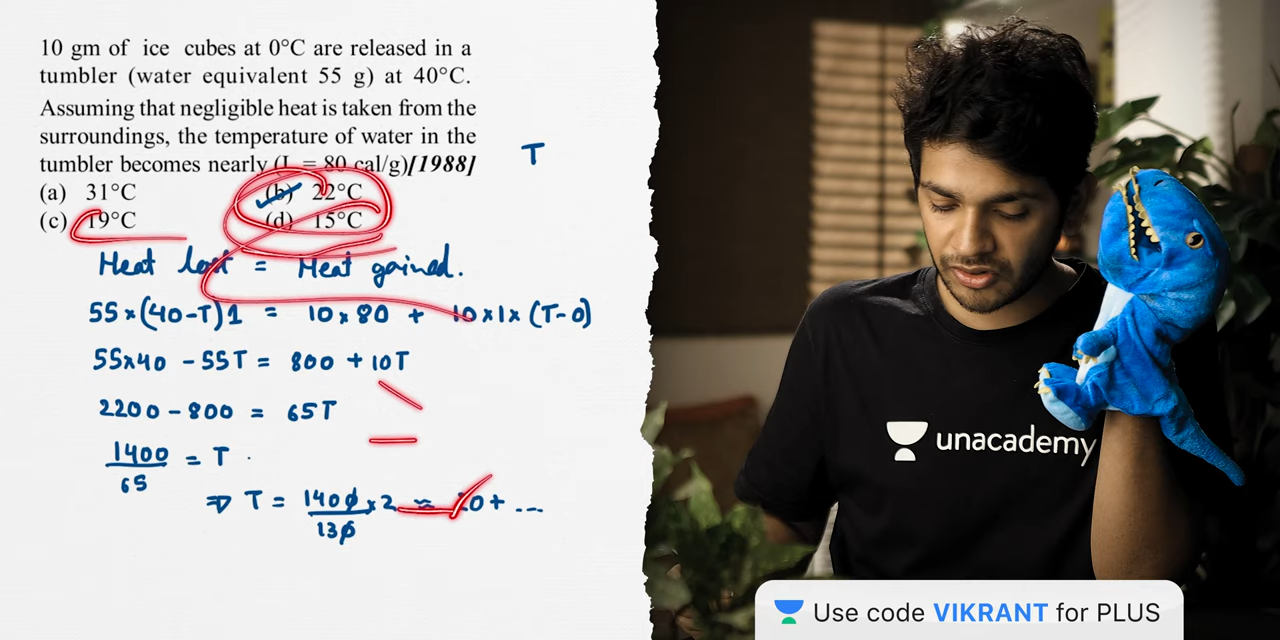 10 gm of ice cubes at 0°C are released in a
tumbler (water equivalent 55 g) at 40°C.
Assuming that negligible heat is taken from the
surroundings, the temperature of water in the
tumbler becomes nearly (L = 80 cal/g)[1988]
T
(a) 31°C (b) 22°C
(c) 19°C (d) 15°C
Heat lost = Heat gained.
55×(40-T)1 = 10×80 + 10×1×(T-0)
55×40 - 55T = 800 + 10T
2200 - 800 = 65T
1400/65 = T
⇒ T = 1400/130 ×2 ≈ 20+ ...
unacademy
Use code VIKRANT for PLUS